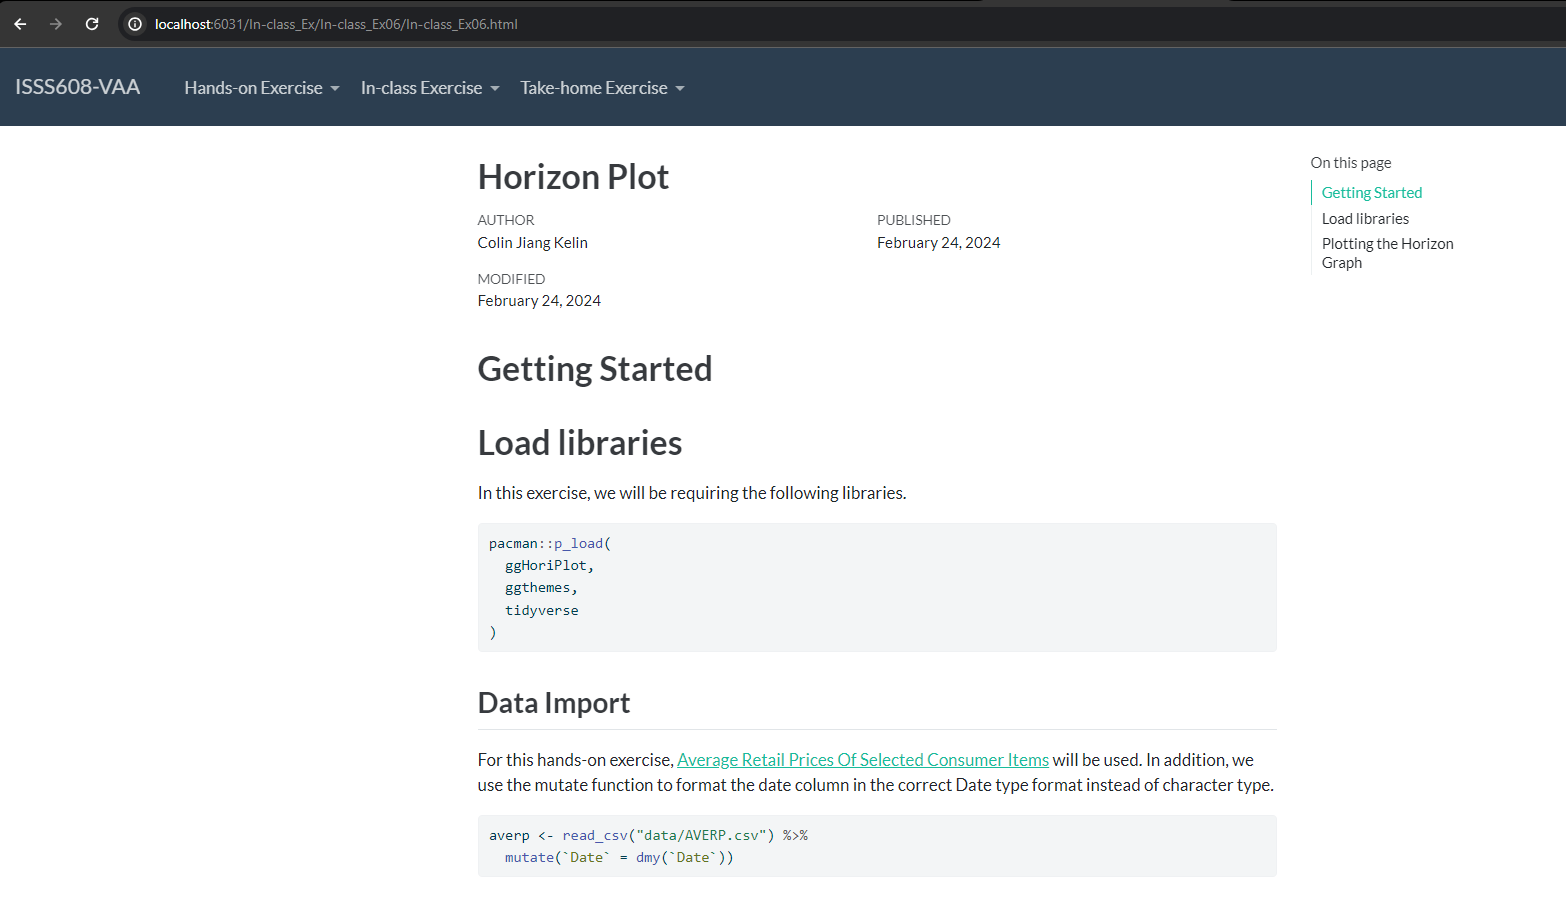 localhost:6031/In-class_Ex/In-class_Ex06/In-class_Ex06.html
ISSS608-VAA Hands-on Exercise In-class Exercise Take-home Exercise
Horizon Plot
AUTHOR
Colin Jiang Kelin
PUBLISHED
February 24, 2024
MODIFIED
February 24, 2024
On this page
Getting Started
Load libraries
Plotting the Horizon
Graph
Getting Started
Load libraries
In this exercise, we will be requiring the following libraries.
pacman::p_load(
  ggHoriPlot,
  ggthemes,
  tidyverse
)
Data Import
For this hands-on exercise, Average Retail Prices Of Selected Consumer Items will be used. In addition, we
use the mutate function to format the date column in the correct Date type format instead of character type.
averp <- read_csv("data/AVERP.csv") %>%
  mutate(`Date` = dmy(`Date`))